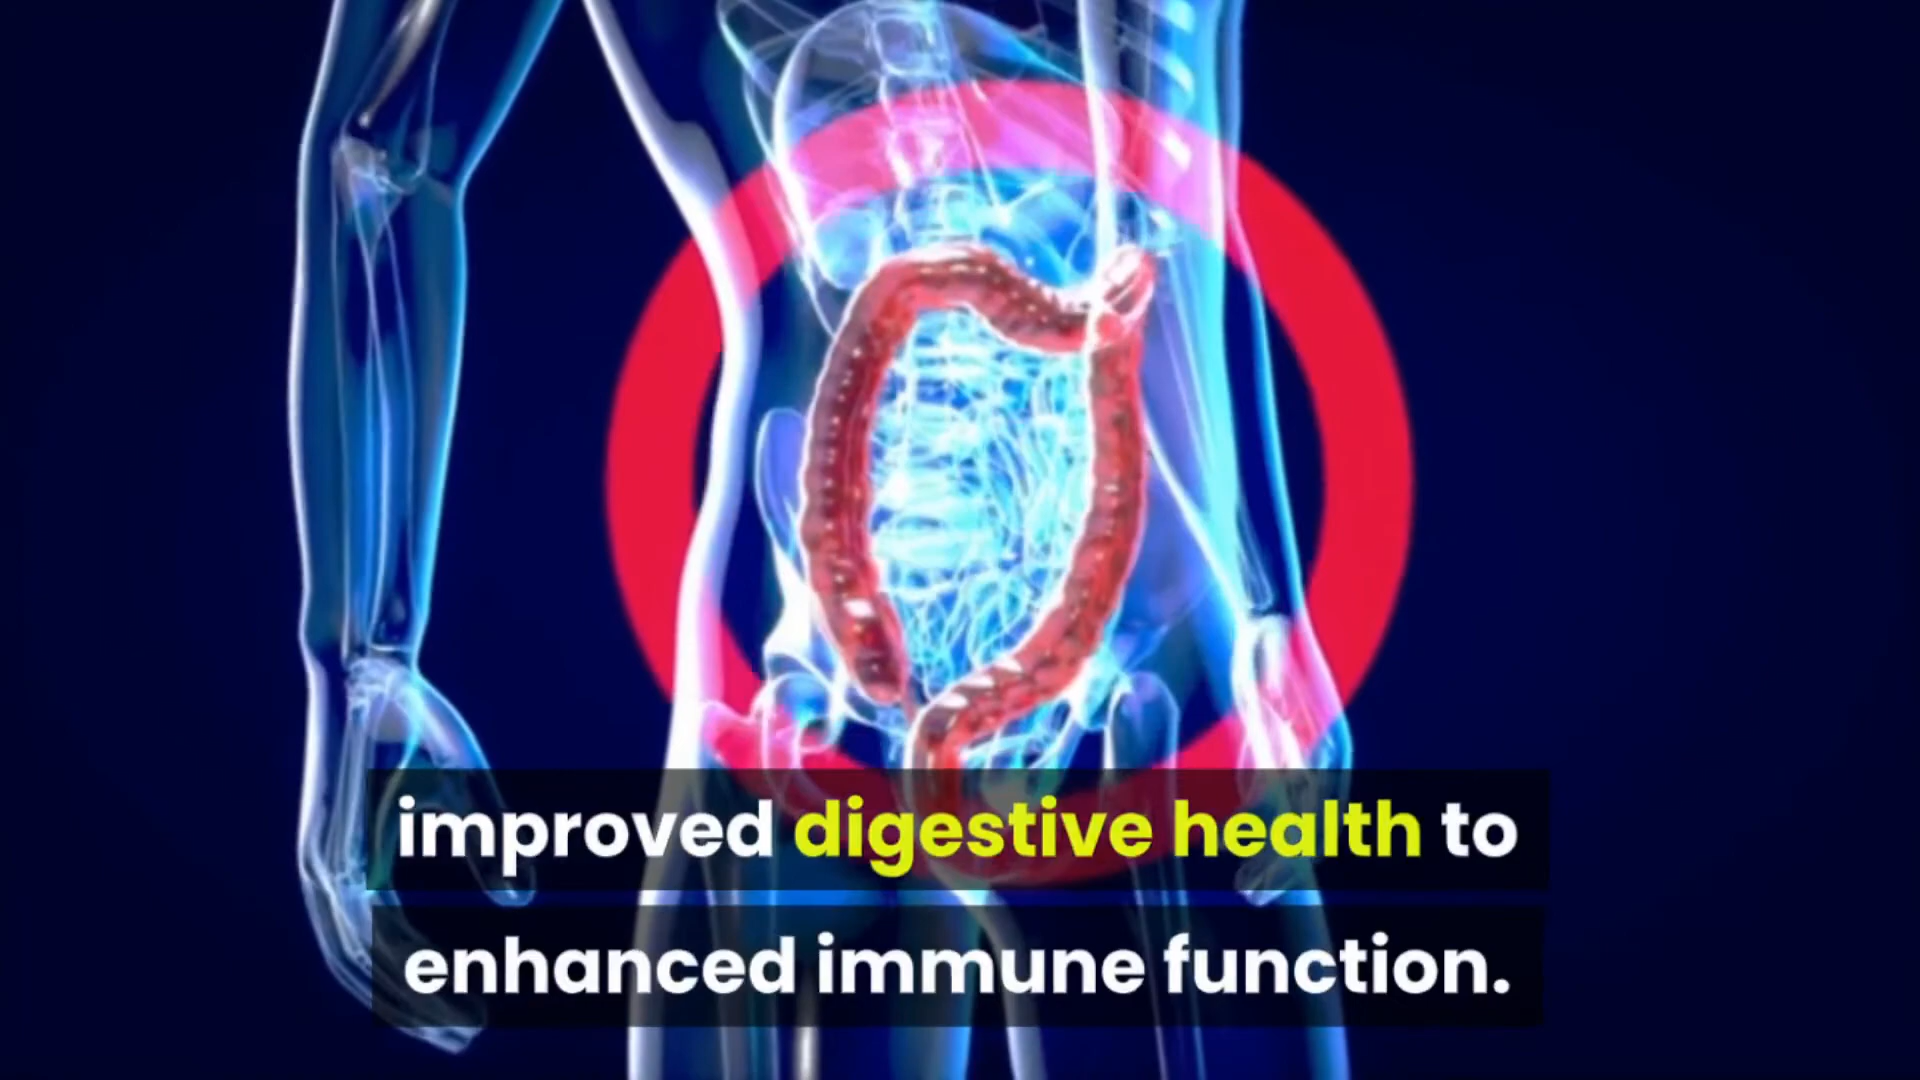 improved digestive health to
enhanced immune function.